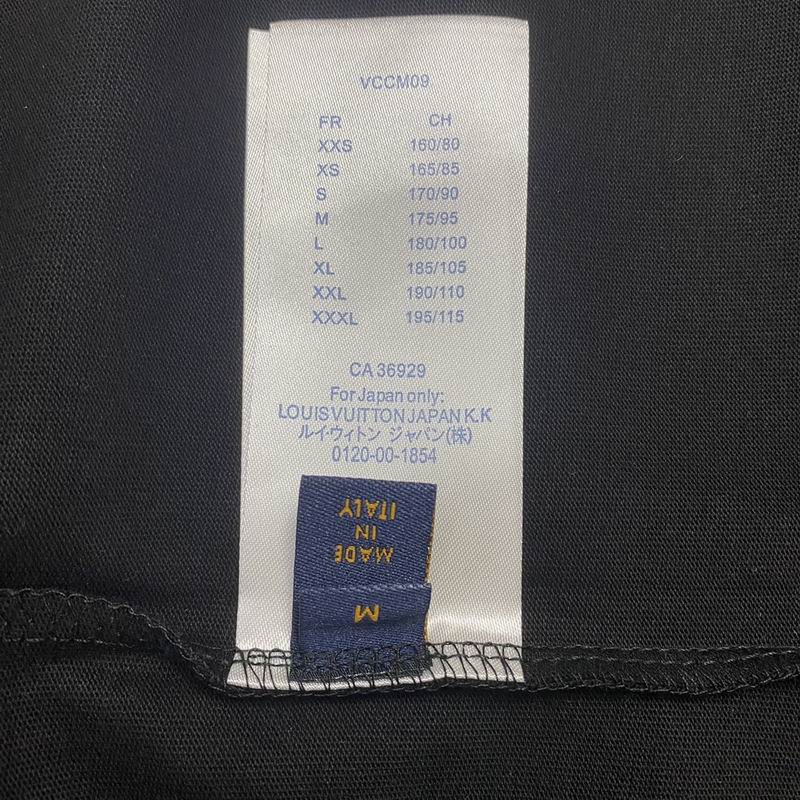 VCCM09
FR CH
XXS 160/80
XS 165/85
S 170/90
M 175/95
L 180/100
XL 185/105
XXL 190/110
XXXL 195/115
CA 36929
For Japan only:
LOUIS VUITTON JAPAN K.K
ルイ・ウィトン ジャパン(株)
0120-00-1854
MADE
IN
ITALY
M